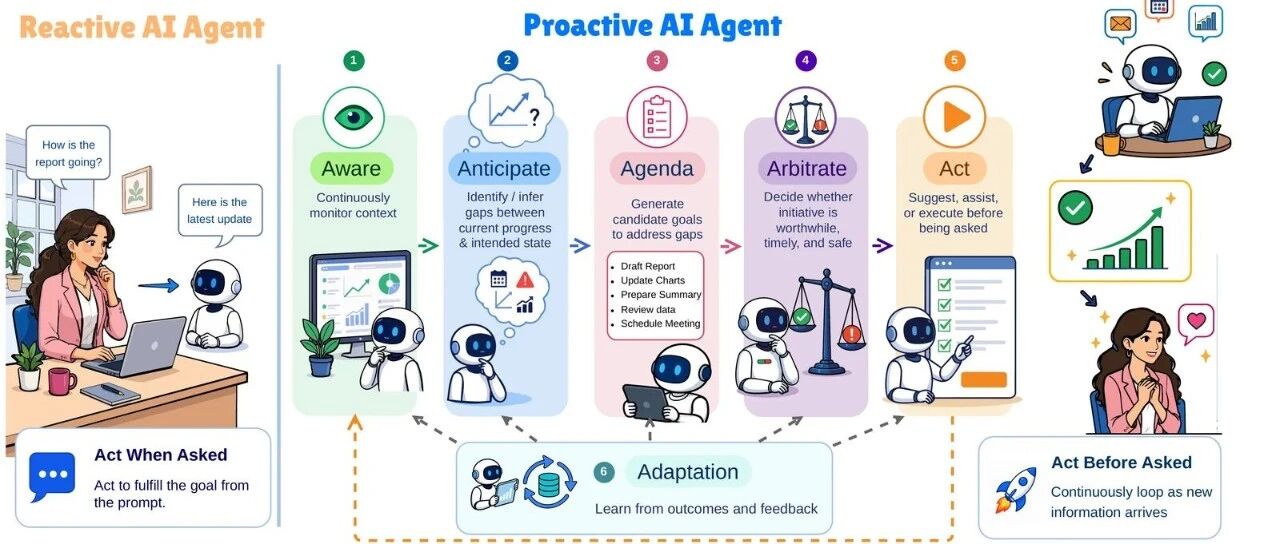 Reactive AI Agent
How is the
report going?
Here is the
latest update
Act When Asked
Act to fulfill the goal from
the prompt.
Proactive AI Agent
1
Aware
Continuously
monitor context
2
?
Anticipate
Identify / infer
gaps between
current progress
& intended state
3
Agenda
Generate
candidate goals
to address gaps
• Draft Report
• Update Charts
• Prepare Summary
• Review data
• Schedule Meeting
4
Arbitrate
Decide whether
initiative is
worthwhile,
timely, and safe
5
Act
Suggest, assist,
or execute before
being asked
6
Adaptation
Learn from outcomes and feedback
Act Before Asked
Continuously loop as new
information arrives